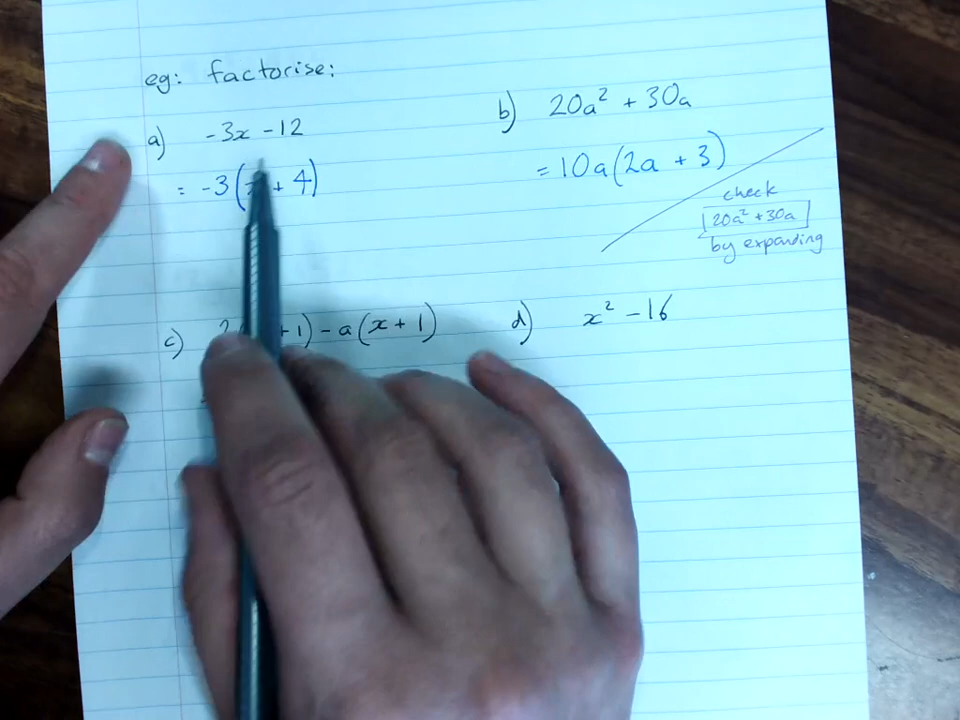 eg: factorise:
a) -3x -12
= -3( + 4)
b) 20a² + 30a
= 10a(2a + 3)
check
20a² + 30a
by expanding
c) 2( +1) - a(x + 1)
d) x² - 16